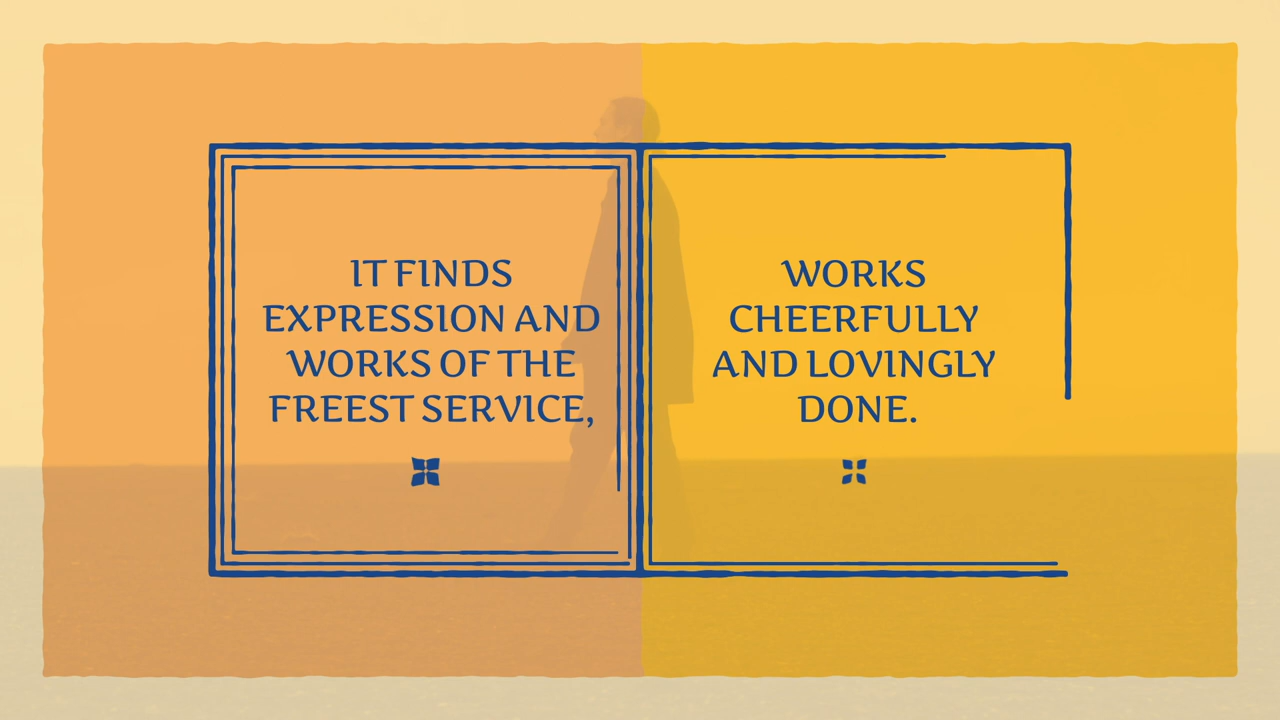 IT FINDS
EXPRESSION AND
WORKS OF THE
FREEST SERVICE,
WORKS
CHEERFULLY
AND LOVINGLY
DONE.